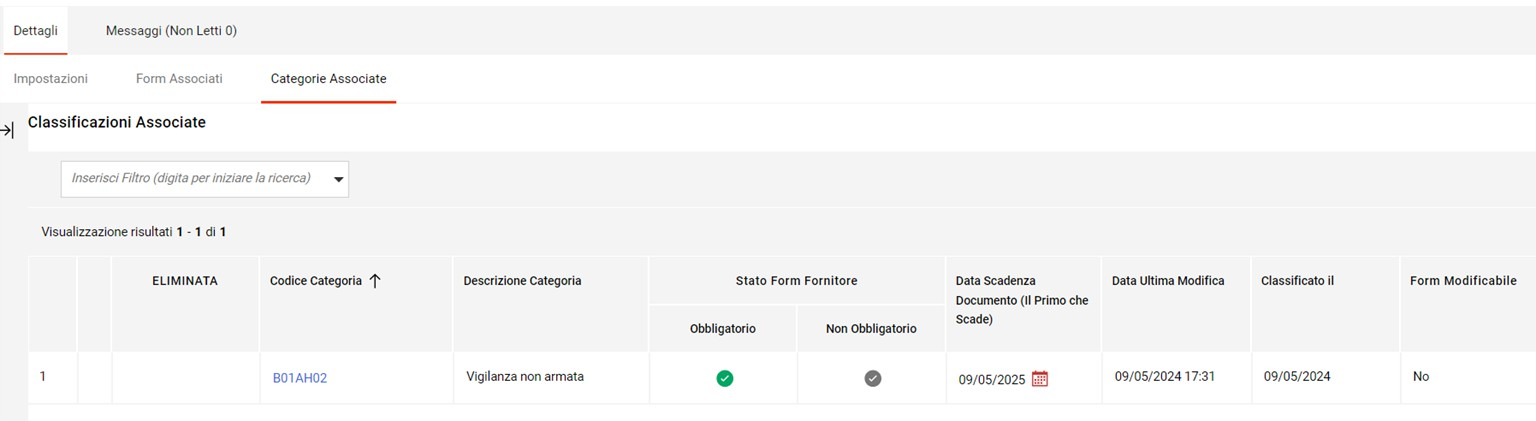 Dettagli Messaggi (Non Letti 0)
Impostazioni Form Associati Categorie Associate
Classificazioni Associate
Inserisci Filtro (digita per iniziare la ricerca)
Visualizzazione risultati 1 - 1 di 1
ELIMINATA Codice Categoria Descrizione Categoria Stato Form Fornitore Data Scadenza Documento (Il Primo che Scade) Data Ultima Modifica Classificato il Form Modificabile
Obbligatorio Non Obbligatorio
1 B01AH02 Vigilanza non armata 09/05/2025 09/05/2024 17:31 09/05/2024 No